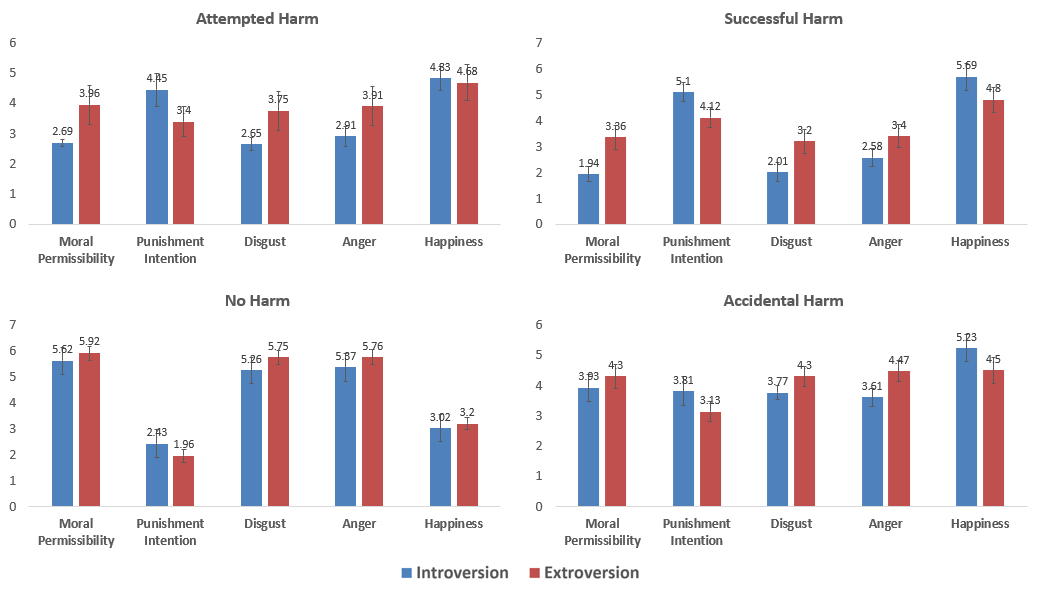 Attempted Harm
6
5
4
3
2
1
0
2.69
3.96
4.45
3.4
2.65
3.75
2.91
3.91
4.83
4.68
Moral
Permissibility
Punishment
Intention
Disgust
Anger
Happiness
Successful Harm
7
6
5
4
3
2
1
0
1.94
3.36
5.1
4.12
2.01
3.2
2.58
3.4
5.69
4.8
Moral
Permissibility
Punishment
Intention
Disgust
Anger
Happiness
No Harm
7
6
5
4
3
2
1
0
5.62
5.92
2.43
1.96
5.26
5.75
5.37
5.76
3.02
3.2
Moral
Permissibility
Punishment
Intention
Disgust
Anger
Happiness
Accidental Harm
6
5
4
3
2
1
0
3.93
4.3
3.81
3.13
3.77
4.3
3.61
4.47
5.23
4.5
Moral
Permissibility
Punishment
Intention
Disgust
Anger
Happiness
Introversion
Extroversion